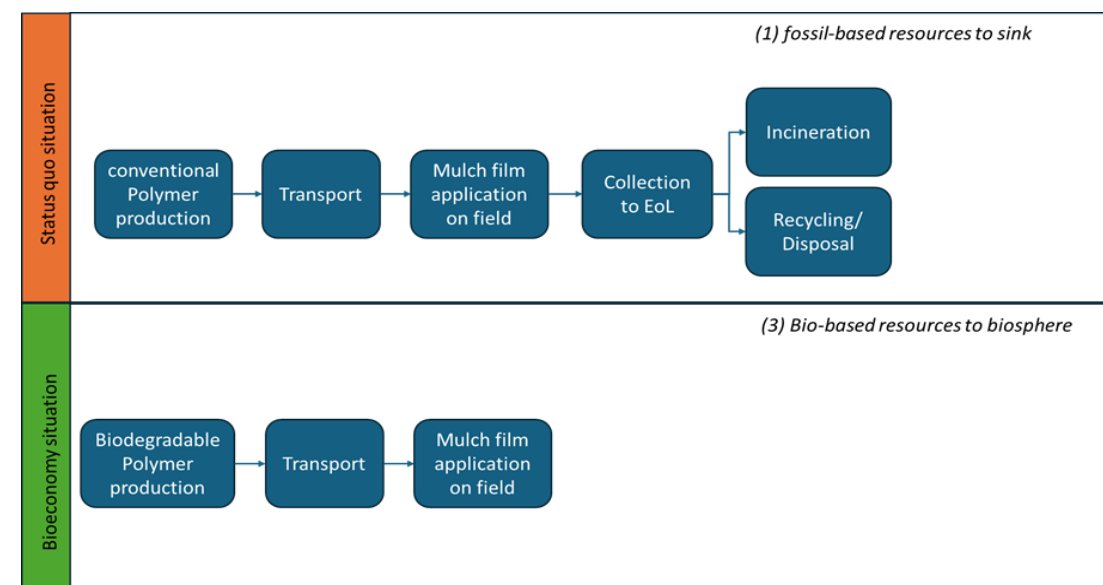 Status quo situation
(1) fossil-based resources to sink
conventional
Polymer
production
Transport
Mulch film
application
on field
Collection
to EoL
Incineration
Recycling/
Disposal
Bioeconomy situation
(3) Bio-based resources to biosphere
Biodegradable
Polymer
production
Transport
Mulch film
application
on field